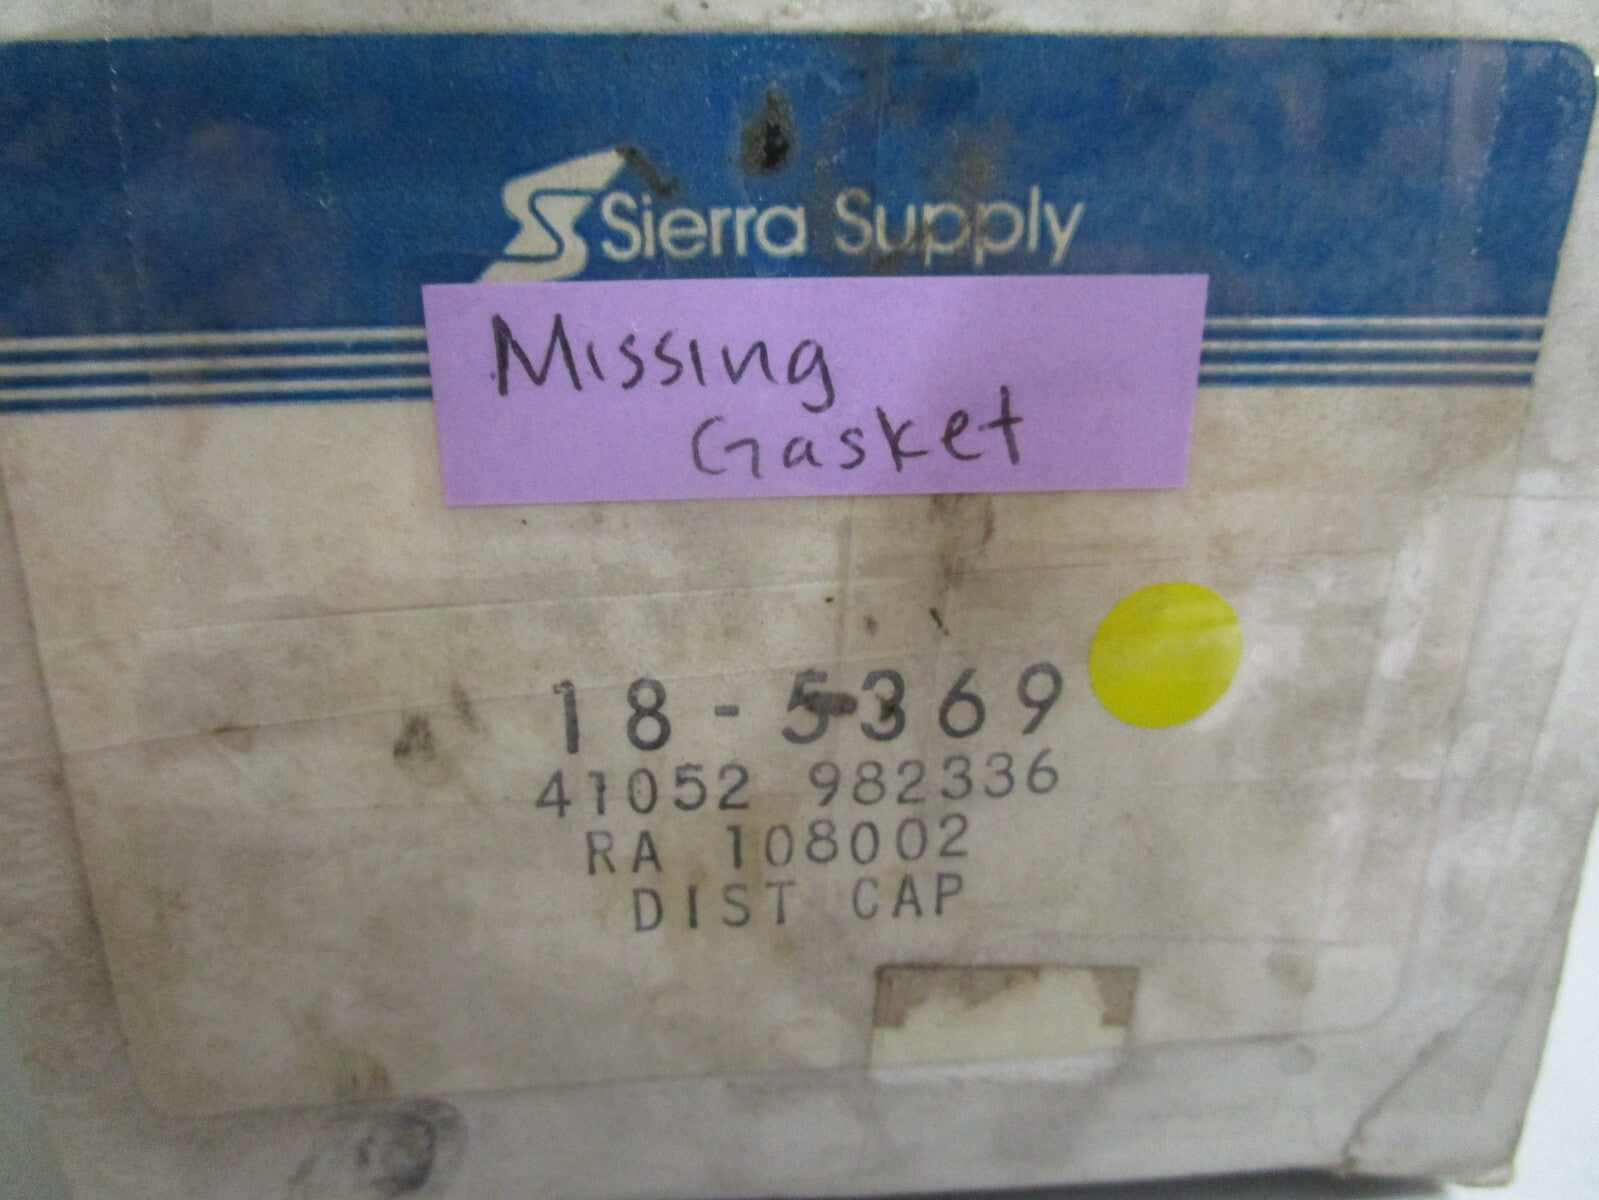 Sierra Supply
Missing
Gasket
18-5369
41052 982336
RA 108002
DIST CAP